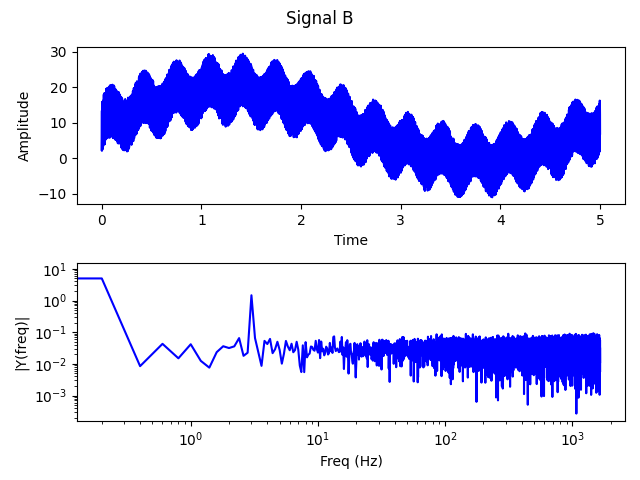 Signal B
Amplitude
30
20
10
0
−10
0 1 2 3 4 5
Time
|Y(freq)|
10¹
10⁰
10⁻¹
10⁻²
10⁻³
10⁰ 10¹ 10² 10³
Freq (Hz)